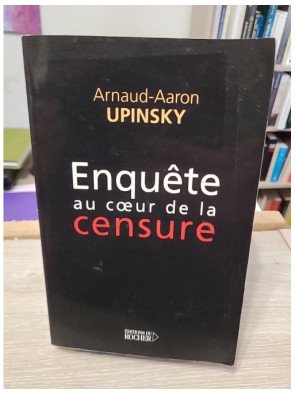 Arnaud-Aaron
UPINSKY
Enquête
au cœur de la
censure
ÉDITIONS DU
ROCHER